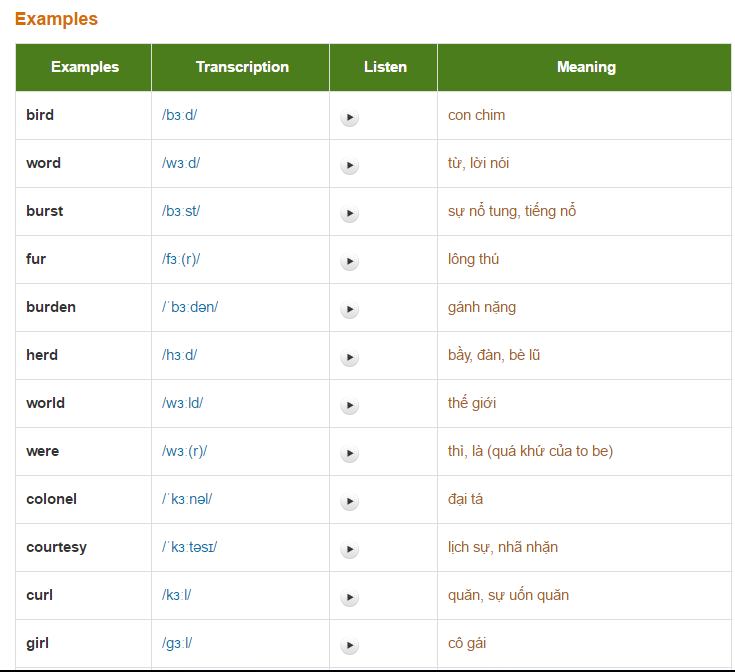 Examples
Examples Transcription Listen Meaning
bird /bɜːd/ con chim
word /wɜːd/ từ, lời nói
burst /bɜːst/ sự nổ tung, tiếng nổ
fur /fɜː(r)/ lông thú
burden /ˈbɜːdən/ gánh nặng
herd /hɜːd/ bầy, đàn, bè lũ
world /wɜːld/ thế giới
were /wɜː(r)/ thì, là (quá khứ của to be)
colonel /ˈkɜːnəl/ đại tá
courtesy /ˈkɜːtəsɪ/ lịch sự, nhã nhặn
curl /kɜːl/ quăn, sự uốn quăn
girl /gɜːl/ cô gái